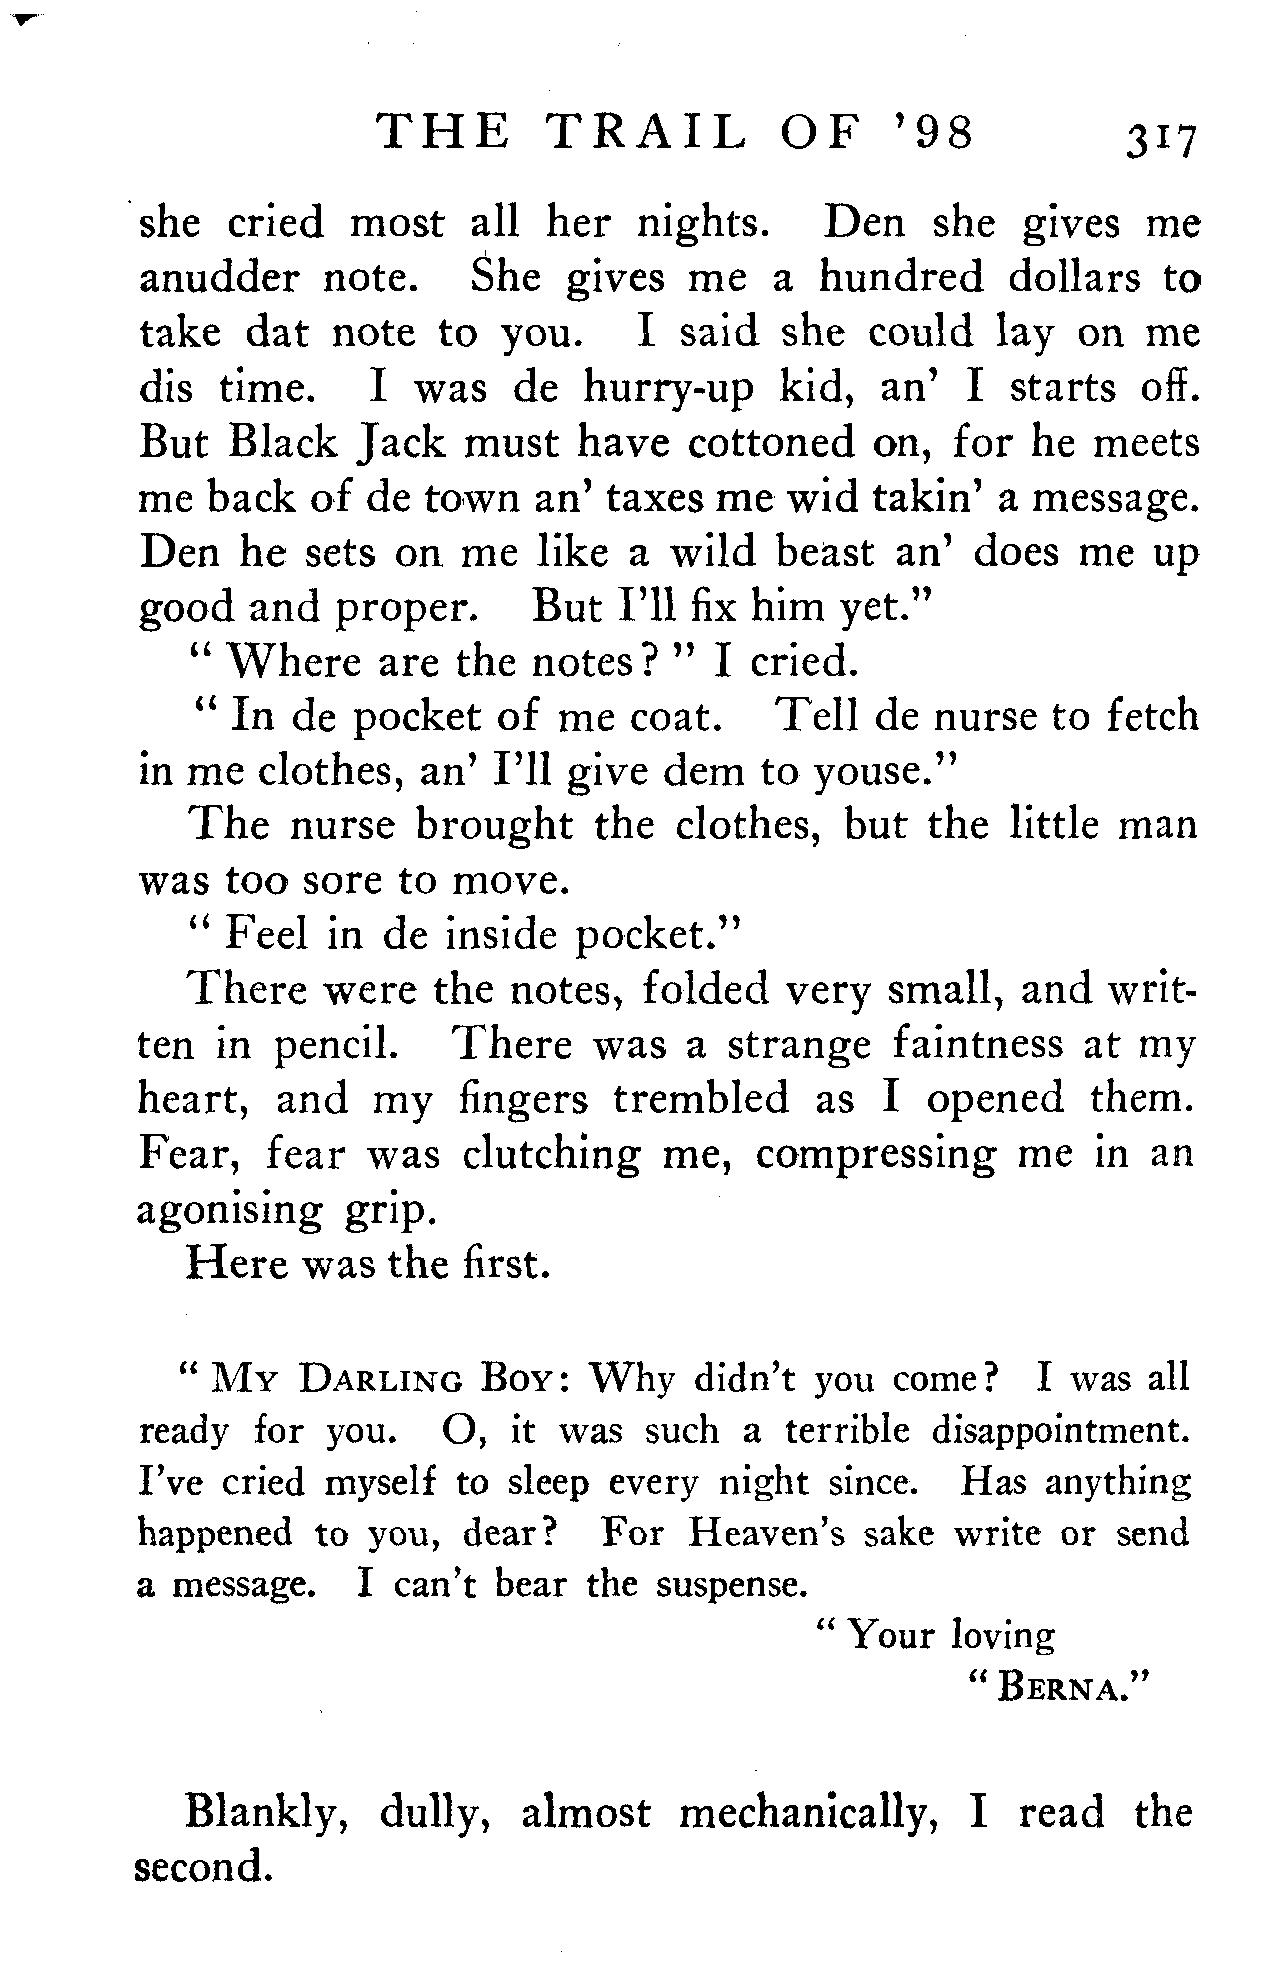 THE TRAIL OF '98 317
she cried most all her nights. Den she gives me
anudder note. She gives me a hundred dollars to
take dat note to you. I said she could lay on me
dis time. I was de hurry-up kid, an' I starts off.
But Black Jack must have cottoned on, for he meets
me back of de town an' taxes me wid takin' a message.
Den he sets on me like a wild beast an' does me up
good and proper. But I'll fix him yet."
" Where are the notes? " I cried.
" In de pocket of me coat. Tell de nurse to fetch
in me clothes, an' I'll give dem to youse."
The nurse brought the clothes, but the little man
was too sore to move.
" Feel in de inside pocket."
There were the notes, folded very small, and writ-
ten in pencil. There was a strange faintness at my
heart, and my fingers trembled as I opened them.
Fear, fear was clutching me, compressing me in an
agonising grip.
Here was the first.
" MY DARLING BOY: Why didn't you come? I was all
ready for you. O, it was such a terrible disappointment.
I've cried myself to sleep every night since. Has anything
happened to you, dear? For Heaven's sake write or send
a message. I can't bear the suspense.
" Your loving
" BERNA."
Blankly, dully, almost mechanically, I read the
second.